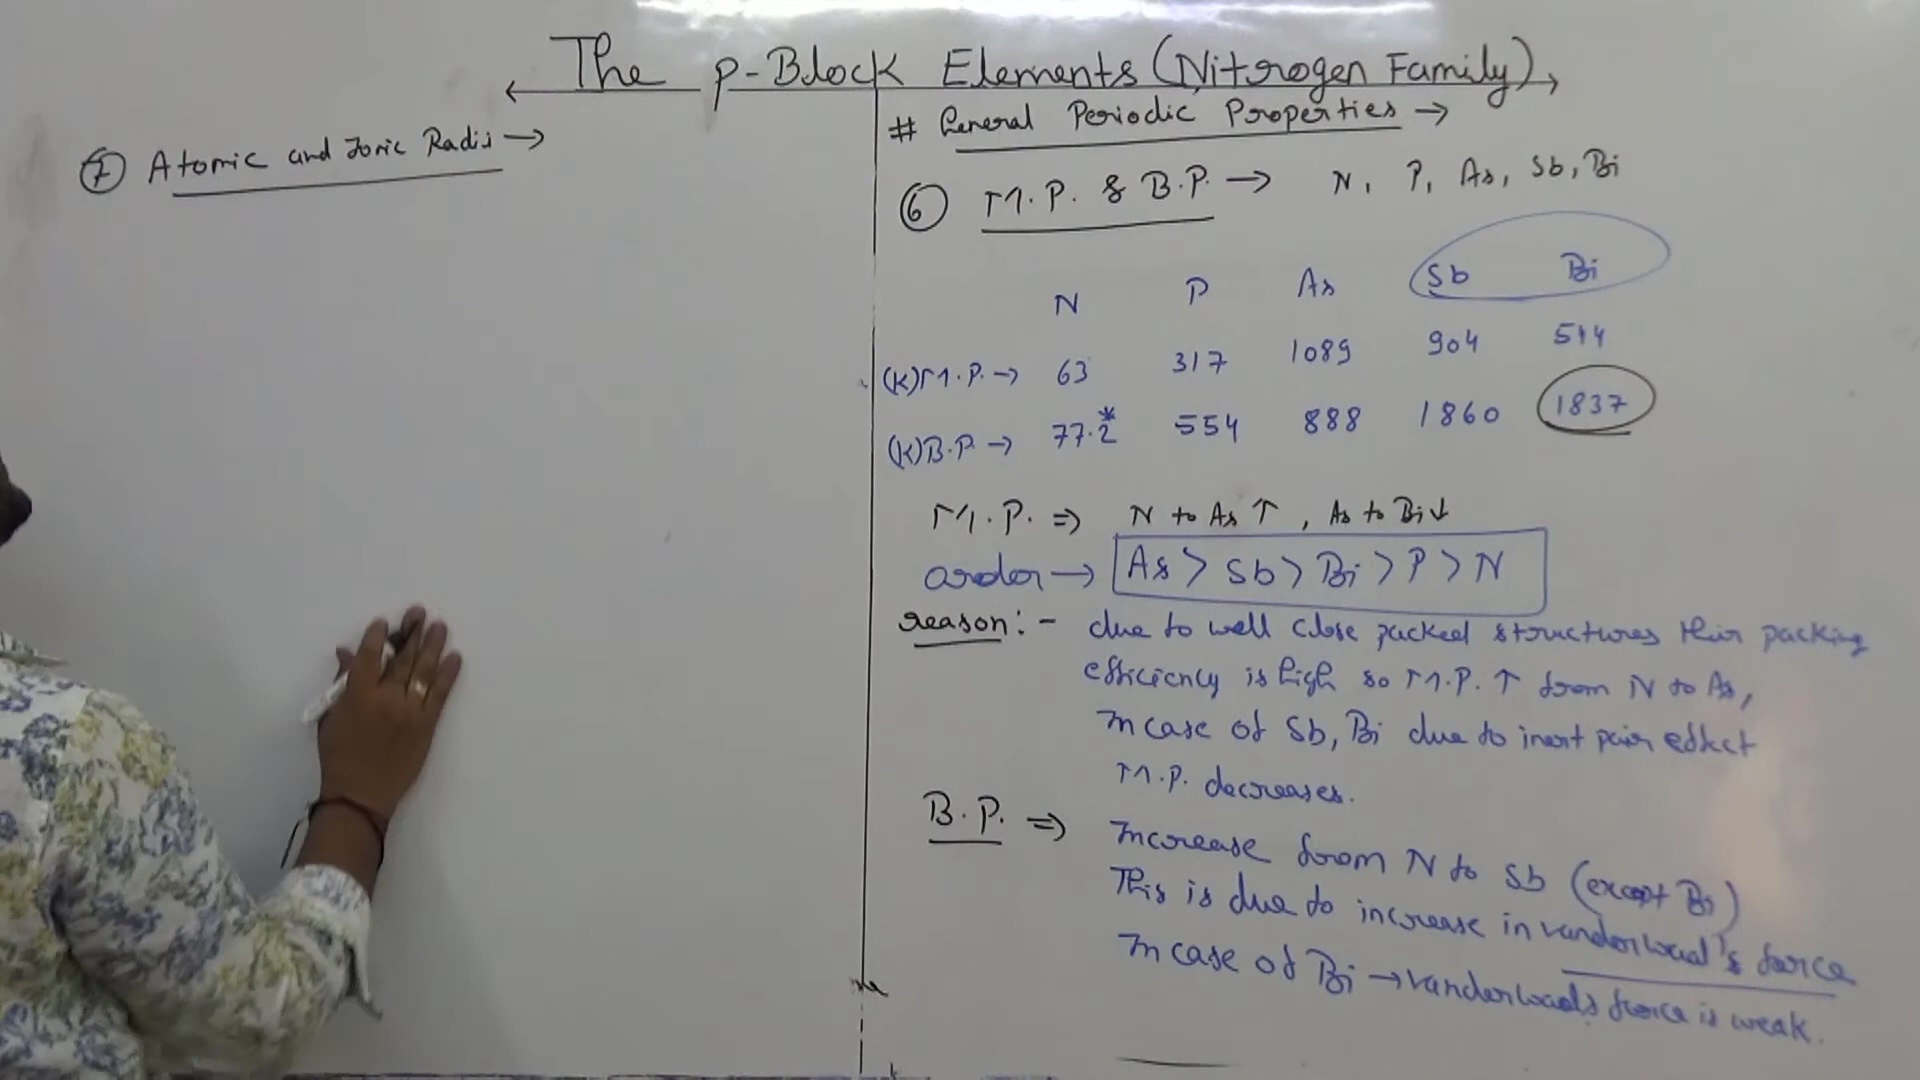 The p-Block Elements (Nitrogen Family)
⑦ Atomic and Ionic Radii →
# General Periodic Properties →
⑥ M.P. & B.P. → N, P, As, Sb, Bi
N P As Sb Bi
(K) M.P. → 63 317 1089 904 544
(K) B.P → 77.2* 554 888 1860 1837
M.P. ⇒ N to As ↑, As to Bi ↓
order → As > Sb > Bi > P > N
reason:- due to well close packed structures their packing
efficiency is high so M.P. ↑ from N to As,
In case of Sb, Bi due to inert pair effect
M.P. decreases.
B.P. ⇒ Increase from N to Sb (except Bi)
This is due to increase in vanderwaal's force
In case of Bi → vanderwaals force is weak.